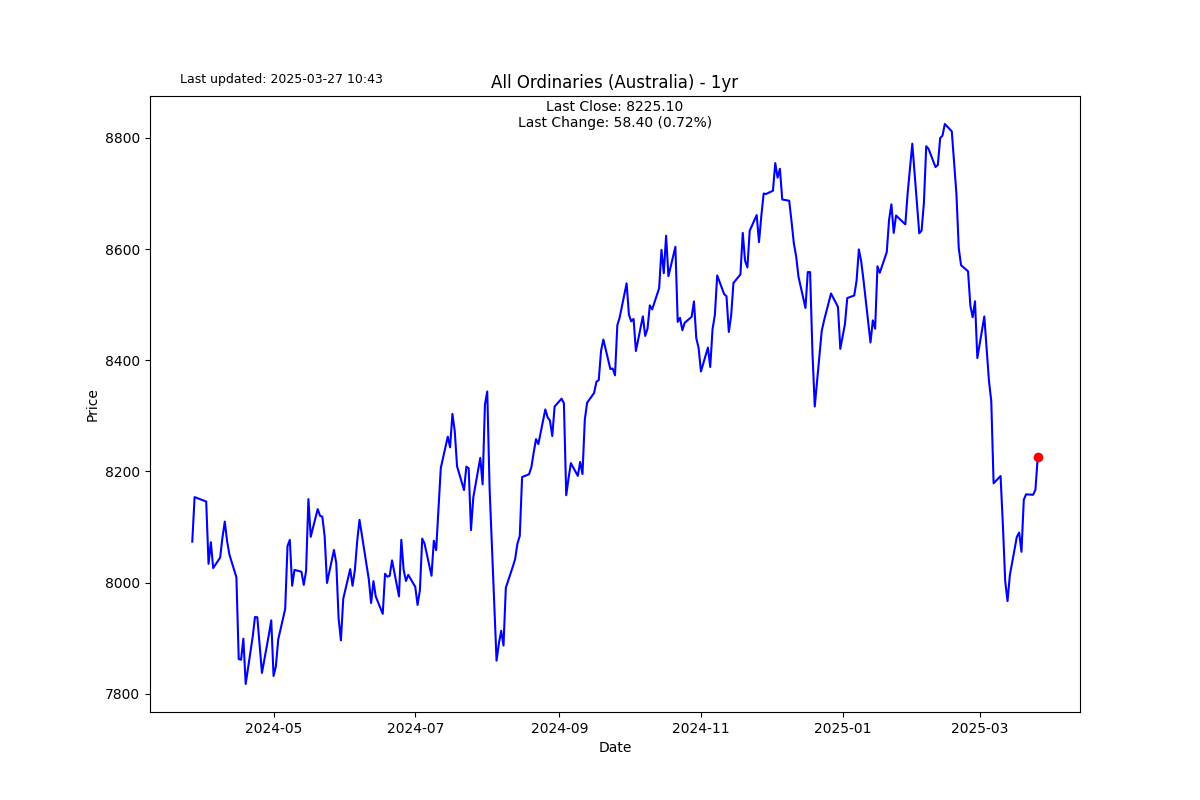 Last updated: 2025-03-27 10:43
All Ordinaries (Australia) - 1yr
Last Close: 8225.10
Last Change: 58.40 (0.72%)
8800
8600
8400
8200
8000
7800
Price
2024-05
2024-07
2024-09
2024-11
2025-01
2025-03
Date